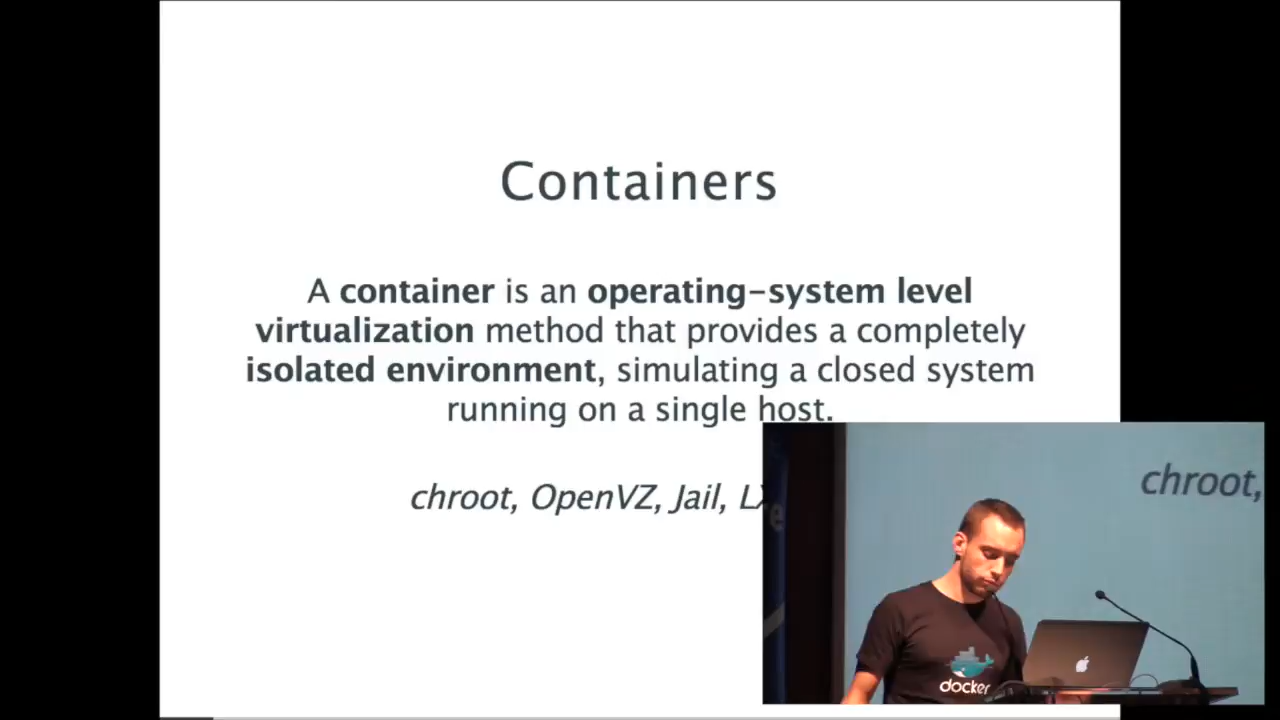 Containers
A container is an operating-system level
virtualization method that provides a completely
isolated environment, simulating a closed system
running on a single host.
chroot, OpenVZ, Jail,
chroot,
docker